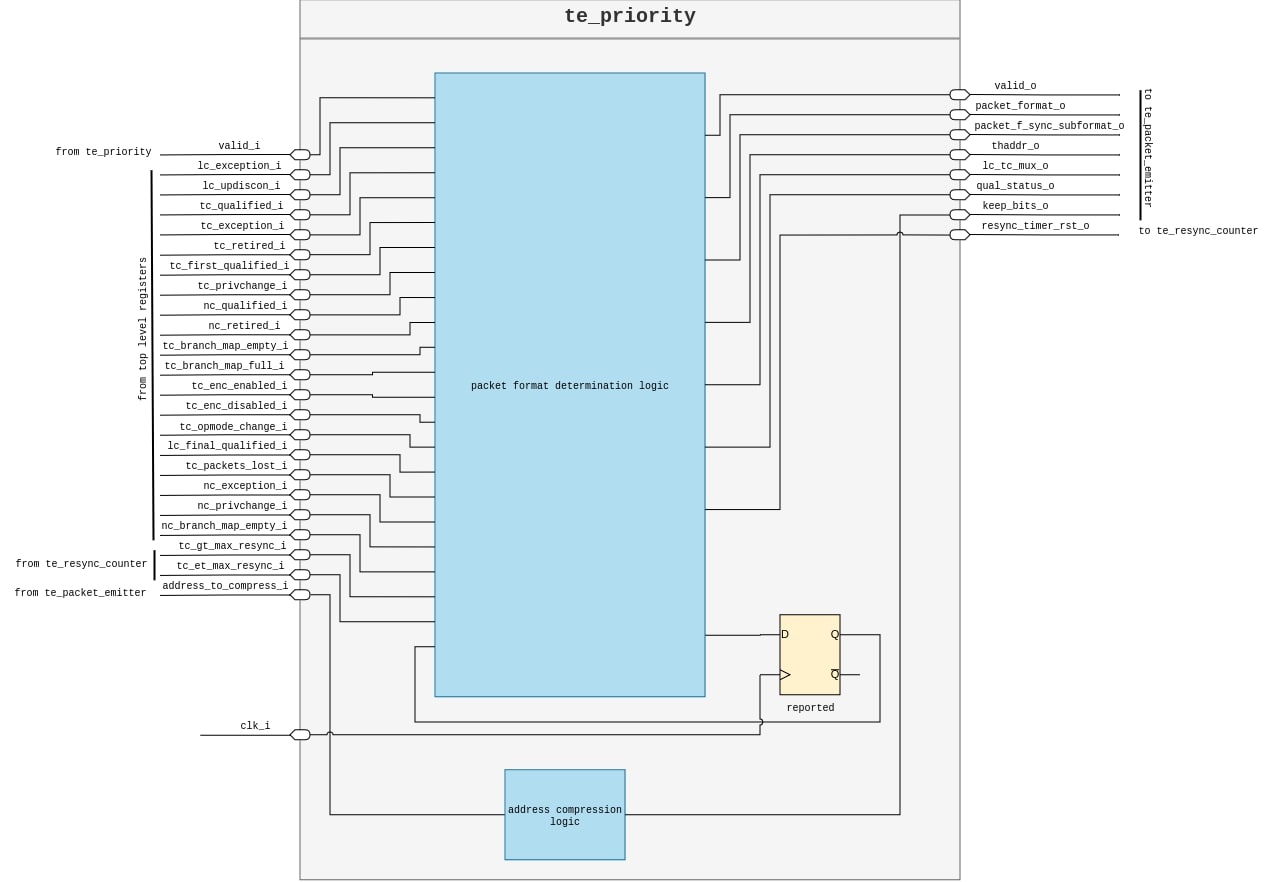 te_priority
from te_priority
valid_i
lc_exception_i
lc_updiscon_i
tc_qualified_i
tc_exception_i
tc_retired_i
tc_first_qualified_i
tc_privchange_i
nc_qualified_i
nc_retired_i
tc_branch_map_empty_i
tc_branch_map_full_i
tc_enc_enabled_i
tc_enc_disabled_i
tc_opmode_change_i
lc_final_qualified_i
tc_packets_lost_i
nc_exception_i
nc_privchange_i
nc_branch_map_empty_i
from top level registers
tc_gt_max_resync_i
tc_et_max_resync_i
from te_resync_counter
address_to_compress_i
from te_packet_emitter
clk_i
packet format determination logic
D
Q
Q
reported
address compression
logic
valid_o
packet_format_o
packet_f_sync_subformat_o
thaddr_o
lc_tc_mux_o
qual_status_o
keep_bits_o
resync_timer_rst_o
to te_packet_emitter
to te_resync_counter